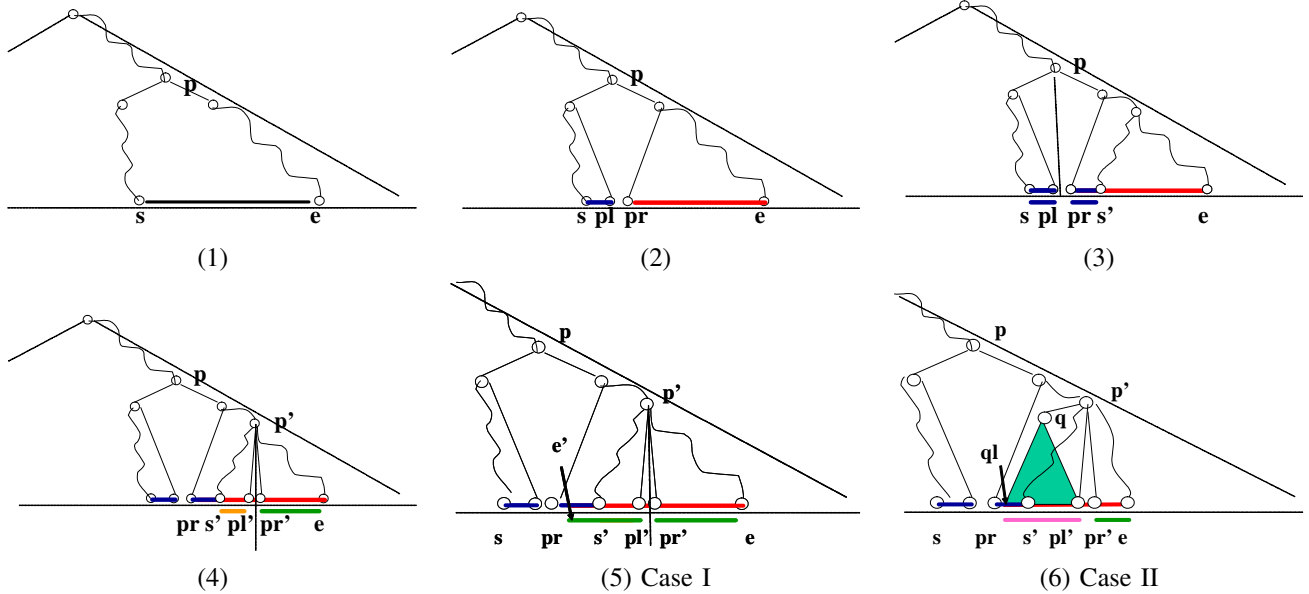 p
s e
(1)
p
s pl pr e
(2)
p
s pl pr s’ e
(3)
p
p’
pr s’ pl’ pr’ e
(4)
p
p’
e’
s pr s’ pl’ pr’ e
(5) Case I
p
p’
q
ql
s pr s’ pl’ pr’ e
(6) Case II